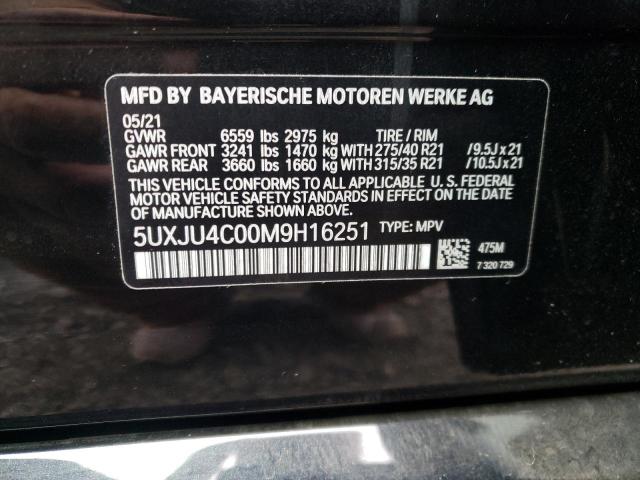 MFD BY BAYERISCHE MOTOREN WERKE AG
05/21
GVWR 6559 lbs 2975 kg TIRE / RIM
GAWR FRONT 3241 lbs 1470 kg WITH 275/40 R21 /9.5J x 21
GAWR REAR 3660 lbs 1660 kg WITH 315/35 R21 /10.5J x 21
THIS VEHICLE CONFORMS TO ALL APPLICABLE U. S. FEDERAL
MOTOR VEHICLE SAFETY STANDARDS IN EFFECT ON THE DATE
OF MANUFACTURE SHOWN ABOVE.
5UXJU4C00M9H16251 TYPE: MPV
475M
7 320 729